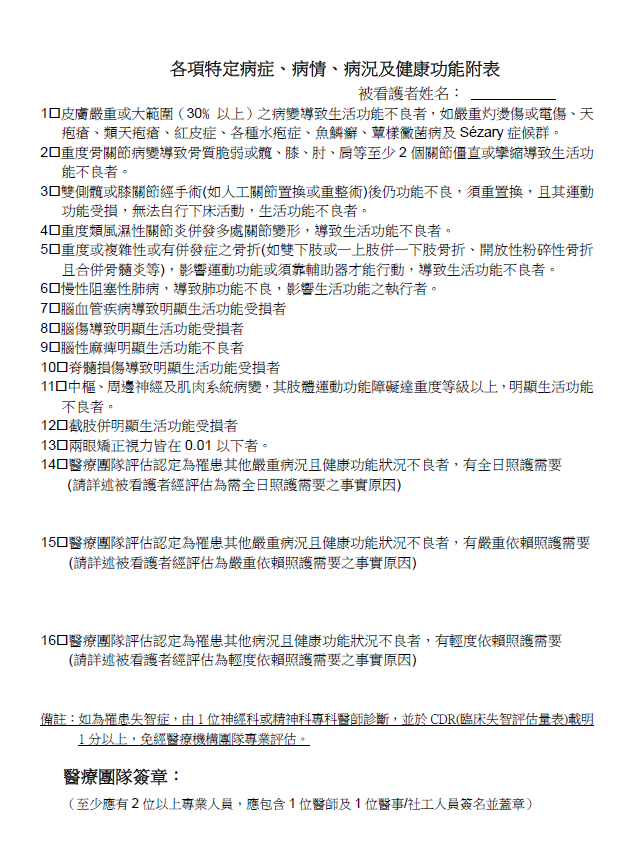 各項特定病症、病情、病況及健康功能附表
被看護者姓名：
1□皮膚嚴重或大範圍（30% 以上）之病變導致生活功能不良者，如嚴重灼燙傷或電傷、天
疱瘡、類天疱瘡、紅皮症、各種水疱症、魚鱗癬、蕈樣黴菌病及 Sézary 症候群。
2□重度骨關節病變導致骨質脆弱或髖、膝、肘、肩等至少 2 個關節僵直或攣縮導致生活功
能不良者。
3□雙側髖或膝關節經手術(如人工關節置換或重整術)後仍功能不良，須重置換，且其運動
功能受損，無法自行下床活動，生活功能不良者。
4□重度類風濕性關節炎併發多處關節變形，導致生活功能不良者。
5□重度或複雜性或有併發症之骨折(如雙下肢或一上肢併一下肢骨折、開放性粉碎性骨折
且合併骨髓炎等)，影響運動功能或須靠輔助器才能行動，導致生活功能不良者。
6□慢性阻塞性肺病，導致肺功能不良，影響生活功能之執行者。
7□腦血管疾病導致明顯生活功能受損者
8□腦傷導致明顯生活功能受損者
9□腦性麻痺明顯生活功能不良者
10□脊髓損傷導致明顯生活功能受損者
11□中樞、周邊神經及肌肉系統病變，其肢體運動功能障礙達重度等級以上，明顯生活功能
不良者。
12□截肢併明顯生活功能受損者
13□兩眼矯正視力皆在 0.01 以下者。
14□醫療團隊評估認定為罹患其他嚴重病況且健康功能狀況不良者，有全日照護需要
(請詳述被看護者經評估為需全日照護需要之事實原因)
15□醫療團隊評估認定為罹患其他嚴重病況且健康功能狀況不良者，有嚴重依賴照護需要
(請詳述被看護者經評估為嚴重依賴照護需要之事實原因)
16□醫療團隊評估認定為罹患其他病況且健康功能狀況不良者，有輕度依賴照護需要
(請詳述被看護者經評估為輕度依賴照護需要之事實原因)
備註：如為罹患失智症，由 1 位神經科或精神科專科醫師診斷，並於 CDR(臨床失智評估量表)載明
1 分以上，免經醫療機構團隊專業評估。
醫療團隊簽章：
（至少應有 2 位以上專業人員，應包含 1 位醫師及 1 位醫事/社工人員簽名並蓋章）